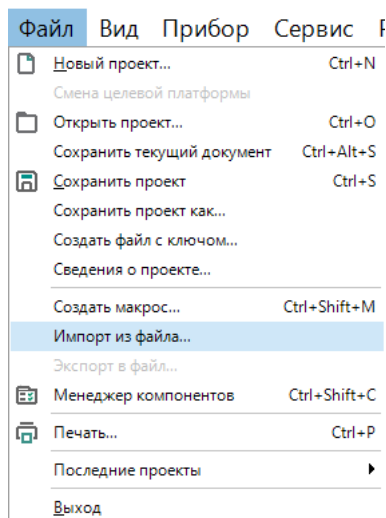 Файл Вид Прибор Сервис
Новый проект... Ctrl+N
Смена целевой платформы
Открыть проект... Ctrl+O
Сохранить текущий документ Ctrl+Alt+S
Сохранить проект Ctrl+S
Сохранить проект как...
Создать файл с ключом...
Сведения о проекте...
Создать макрос... Ctrl+Shift+M
Импорт из файла...
Экспорт в файл...
Менеджер компонентов Ctrl+Shift+C
Печать... Ctrl+P
Последние проекты
Выход